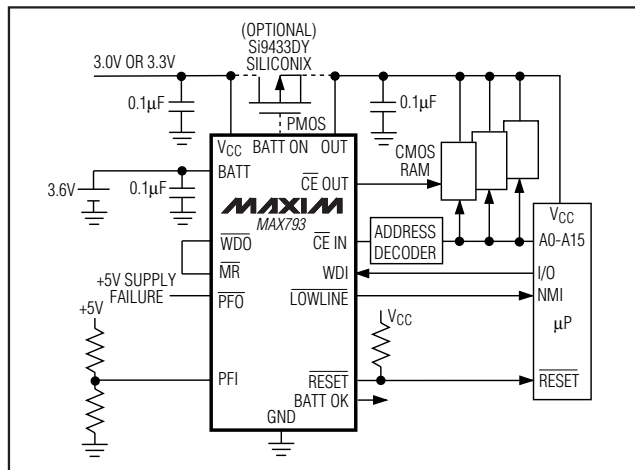 (OPTIONAL)
Si9433DY
SILICONIX
3.0V OR 3.3V
0.1µF
0.1µF
PMOS
VCC
BATT ON
OUT
CMOS
RAM
BATT
CE OUT
3.6V
0.1µF
MAXIM
MAX793
VCC
WDO
CE IN
ADDRESS
DECODER
A0-A15
MR
WDI
I/O
+5V SUPPLY
FAILURE
PFO
LOWLINE
NMI
+5V
VCC
µP
PFI
RESET
RESET
BATT OK
GND